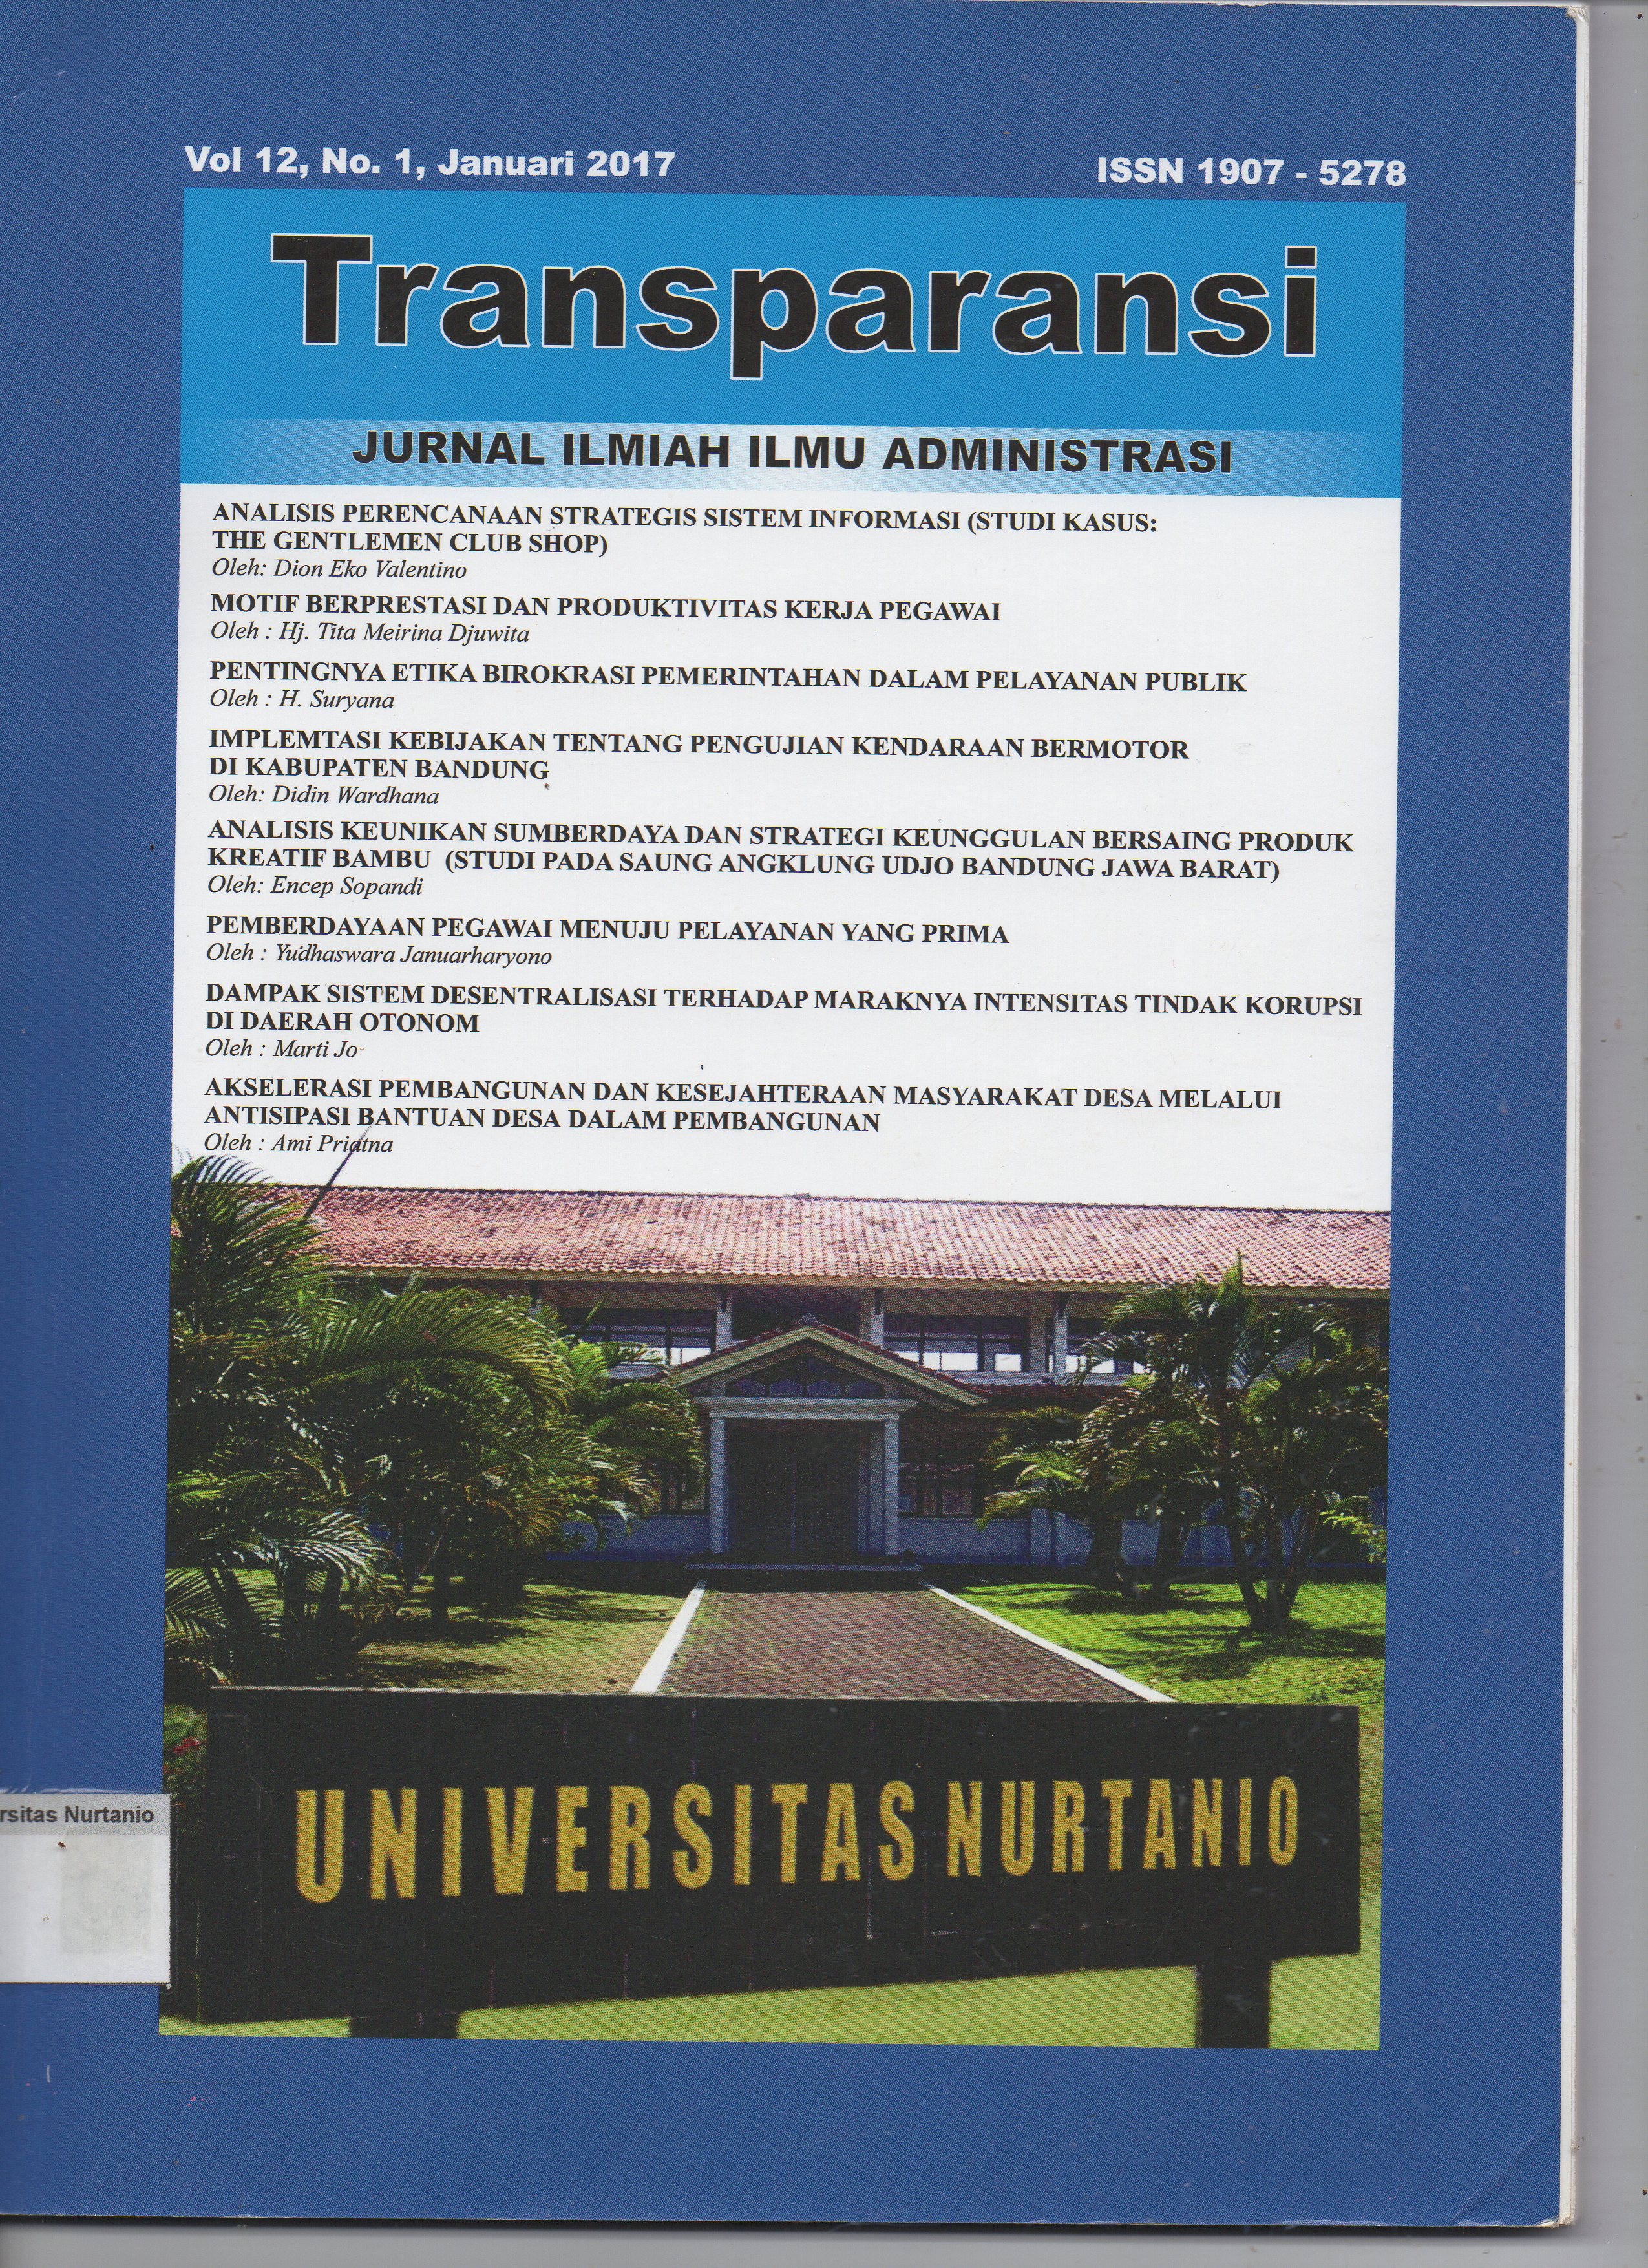 Vol 12, No. 1, Januari 2017
ISSN 1907 - 5278
Transparansi
JURNAL ILMIAH ILMU ADMINISTRASI
ANALISIS PERENCANAAN STRATEGIS SISTEM INFORMASI (STUDI KASUS:
THE GENTLEMEN CLUB SHOP)
Oleh: Dion Eko Valentino
MOTIF BERPRESTASI DAN PRODUKTIVITAS KERJA PEGAWAI
Oleh : Hj. Tita Meirina Djuwita
PENTINGNYA ETIKA BIROKRASI PEMERINTAHAN DALAM PELAYANAN PUBLIK
Oleh : H. Suryana
IMPLEMTASI KEBIJAKAN TENTANG PENGUJIAN KENDARAAN BERMOTOR
DI KABUPATEN BANDUNG
Oleh: Didin Wardhana
ANALISIS KEUNIKAN SUMBERDAYA DAN STRATEGI KEUNGGULAN BERSAING PRODUK
KREATIF BAMBU (STUDI PADA SAUNG ANGKLUNG UDJO BANDUNG JAWA BARAT)
Oleh: Encep Sopandi
PEMBERDAYAAN PEGAWAI MENUJU PELAYANAN YANG PRIMA
Oleh : Yudhaswara Januarharyono
DAMPAK SISTEM DESENTRALISASI TERHADAP MARAKNYA INTENSITAS TINDAK KORUPSI
DI DAERAH OTONOM
Oleh : Marti Jo
AKSELERASI PEMBANGUNAN DAN KESEJAHTERAAN MASYARAKAT DESA MELALUI
ANTISIPASI BANTUAN DESA DALAM PEMBANGUNAN
Oleh : Ami Priatna
UNIVERSITAS NURTANIO
rsitas Nurtanio